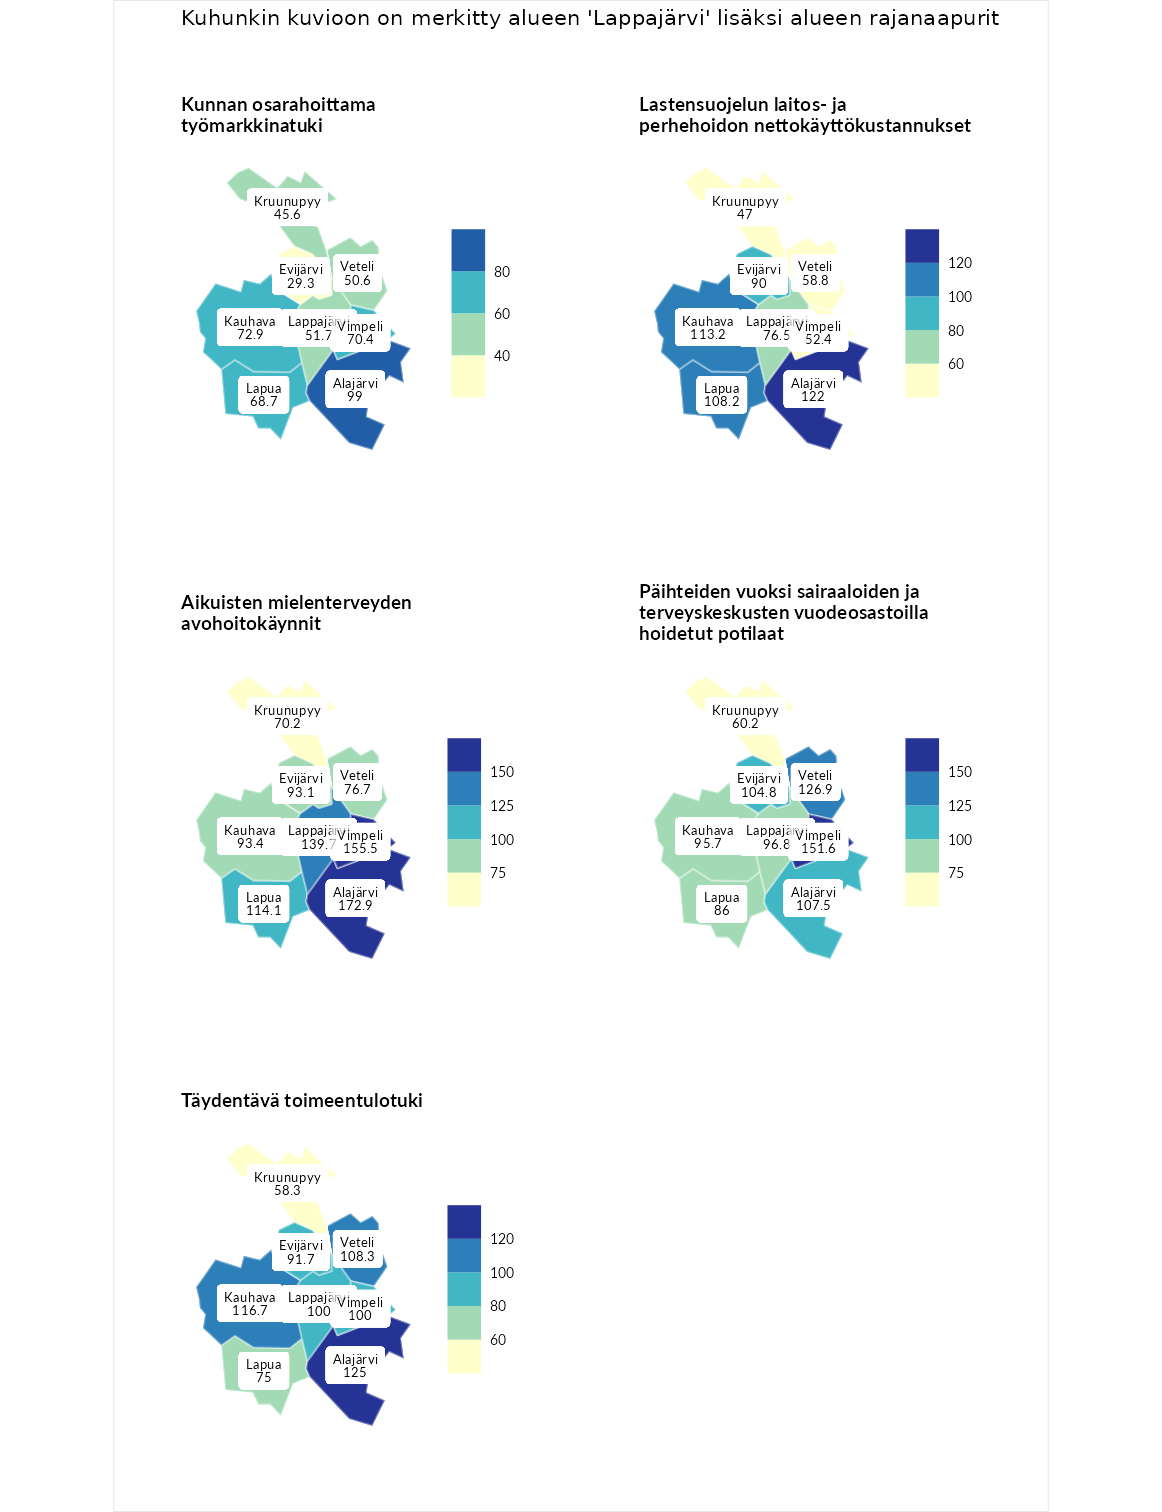 Kuhunkin kuvioon on merkitty alueen 'Lappajärvi' lisäksi alueen rajanaapurit
Kunnan osarahoittama
työmarkkinatuki
Kruunupyy
45.6
Evijärvi
29.3
Veteli
50.6
Kauhava
72.9
Lappajärvi
51.7
Vimpeli
70.4
Lapua
68.7
Alajärvi
99
80
60
40
Lastensuojelun laitos- ja
perhehoidon nettokäyttökustannukset
Kruunupyy
47
Evijärvi
90
Veteli
58.8
Kauhava
113.2
Lappajärvi
76.5
Vimpeli
52.4
Lapua
108.2
Alajärvi
122
120
100
80
60
Aikuisten mielenterveyden
avohoitokäynnit
Kruunupyy
70.2
Evijärvi
93.1
Veteli
76.7
Kauhava
93.4
Lappajärvi
139.7
Vimpeli
155.5
Lapua
114.1
Alajärvi
172.9
150
125
100
75
Päihteiden vuoksi sairaaloiden ja
terveyskeskusten vuodeosastoilla
hoidetut potilaat
Kruunupyy
60.2
Evijärvi
104.8
Veteli
126.9
Kauhava
95.7
Lappajärvi
96.8
Vimpeli
151.6
Lapua
86
Alajärvi
107.5
150
125
100
75
Täydentävä toimeentulotuki
Kruunupyy
58.3
Evijärvi
91.7
Veteli
108.3
Kauhava
116.7
Lappajärvi
100
Vimpeli
100
Lapua
75
Alajärvi
125
120
100
80
60